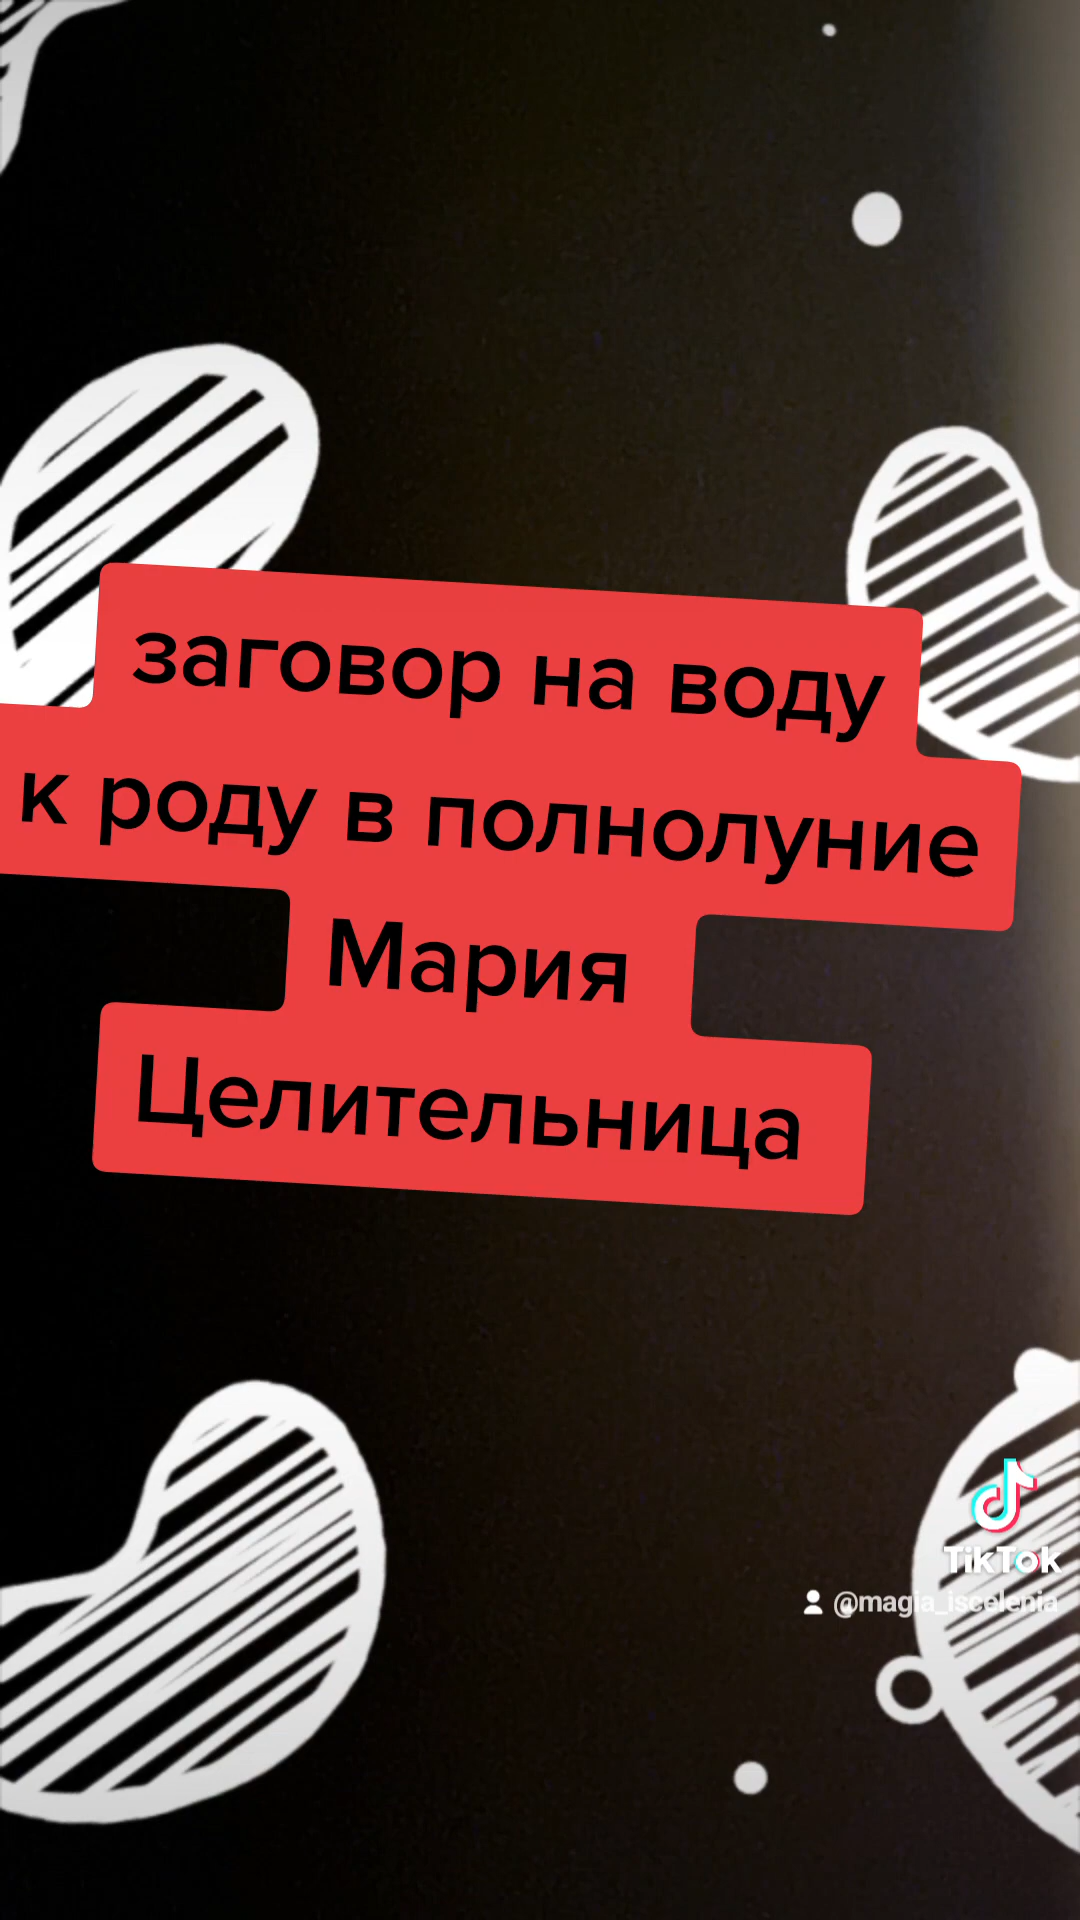 заговор на воду
к роду в полнолуние
Мария
Целительница
TikTok
@magia_iscelenia